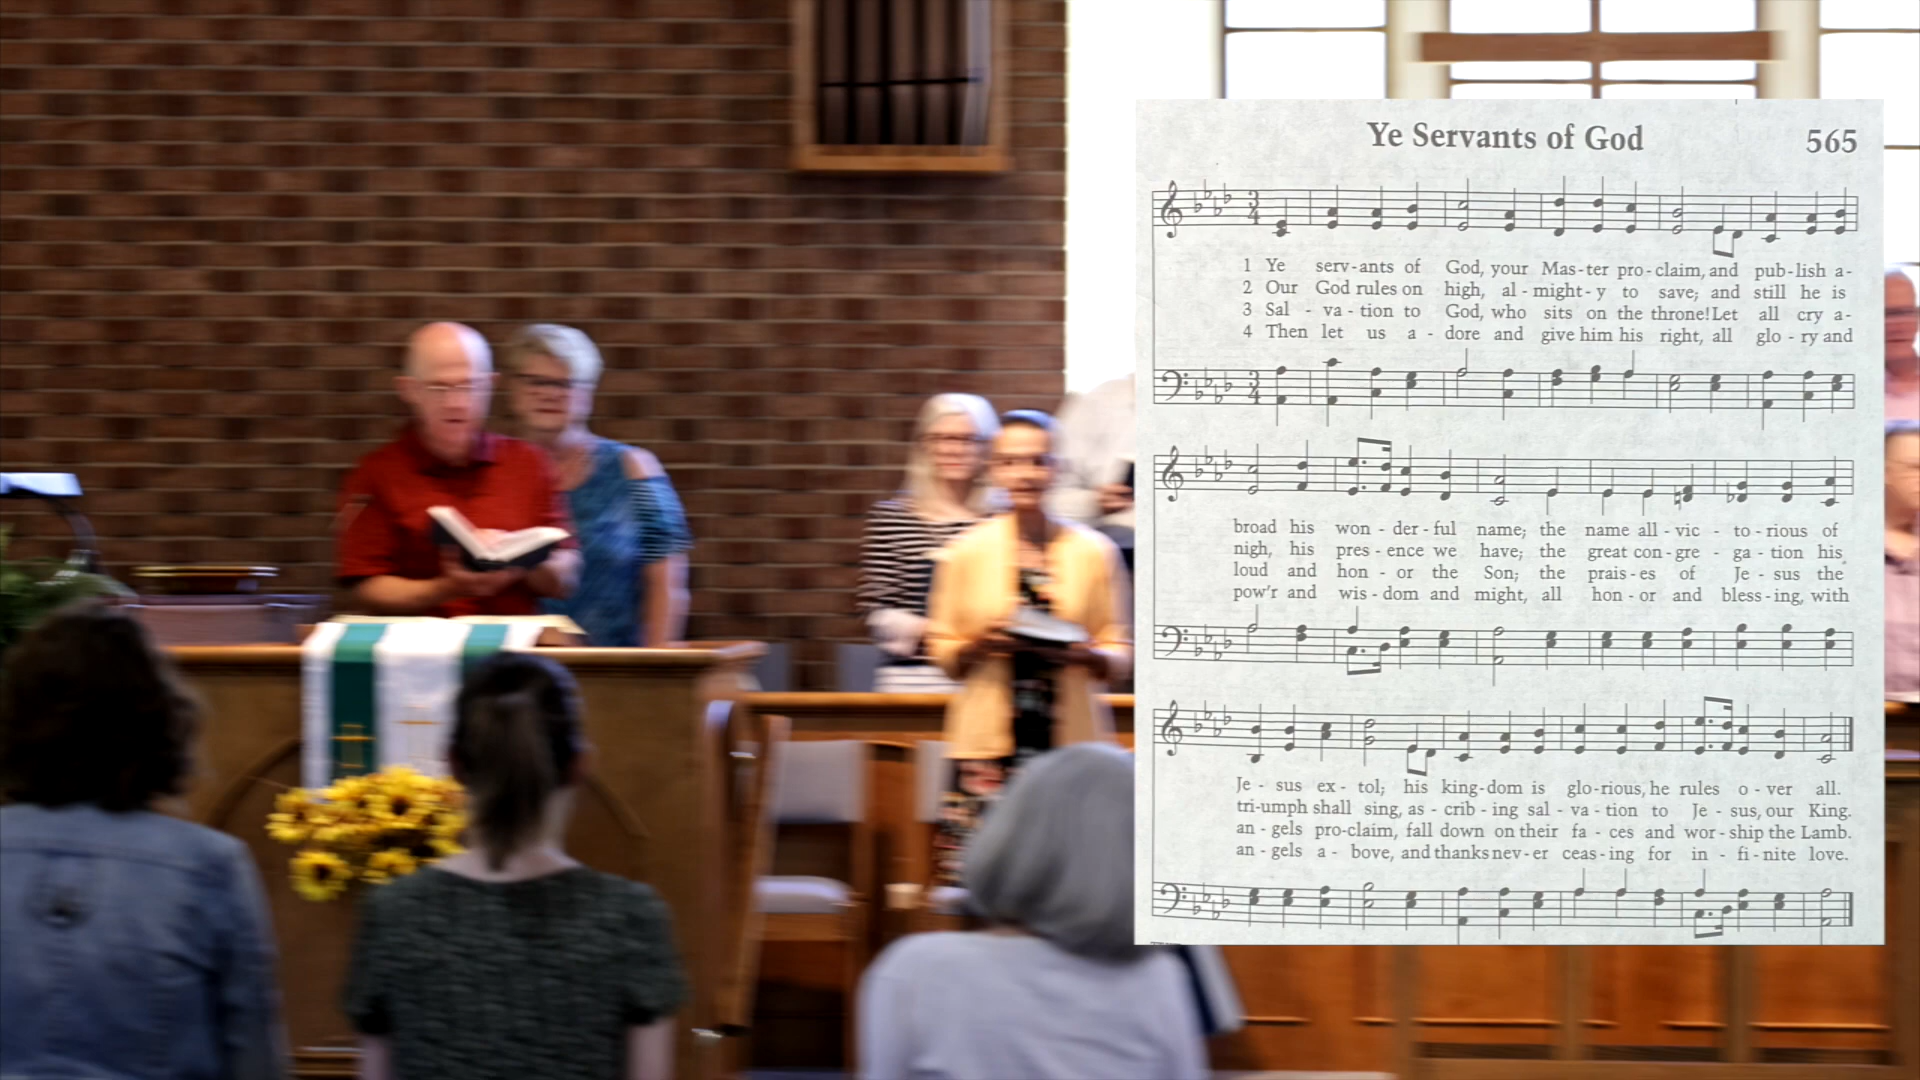 Ye Servants of God 565
3
4
1 Ye serv-ants of God, your Mas-ter pro-claim, and pub-lish a-
2 Our God rules on high, al-might-y to save; and still he is
3 Sal-va-tion to God, who sits on the throne! Let all cry a-
4 Then let us a-dore and give him his right, all glo-ry and
3
4
broad his won-der-ful name; the name all-vic-to-rious of
nigh, his pres-ence we have; the great con-gre-ga-tion his
loud and hon-or the Son; the prais-es of Je-sus the
pow'r and wis-dom and might, all hon-or and bless-ing, with
Je-sus ex-tol; his king-dom is glo-rious, he rules o-ver all.
tri-umph shall sing, as-crib-ing sal-va-tion to Je-sus, our King.
an-gels pro-claim, fall down on their fa-ces and wor-ship the Lamb.
an-gels a-bove, and thanks nev-er ceas-ing for in-fi-nite love.